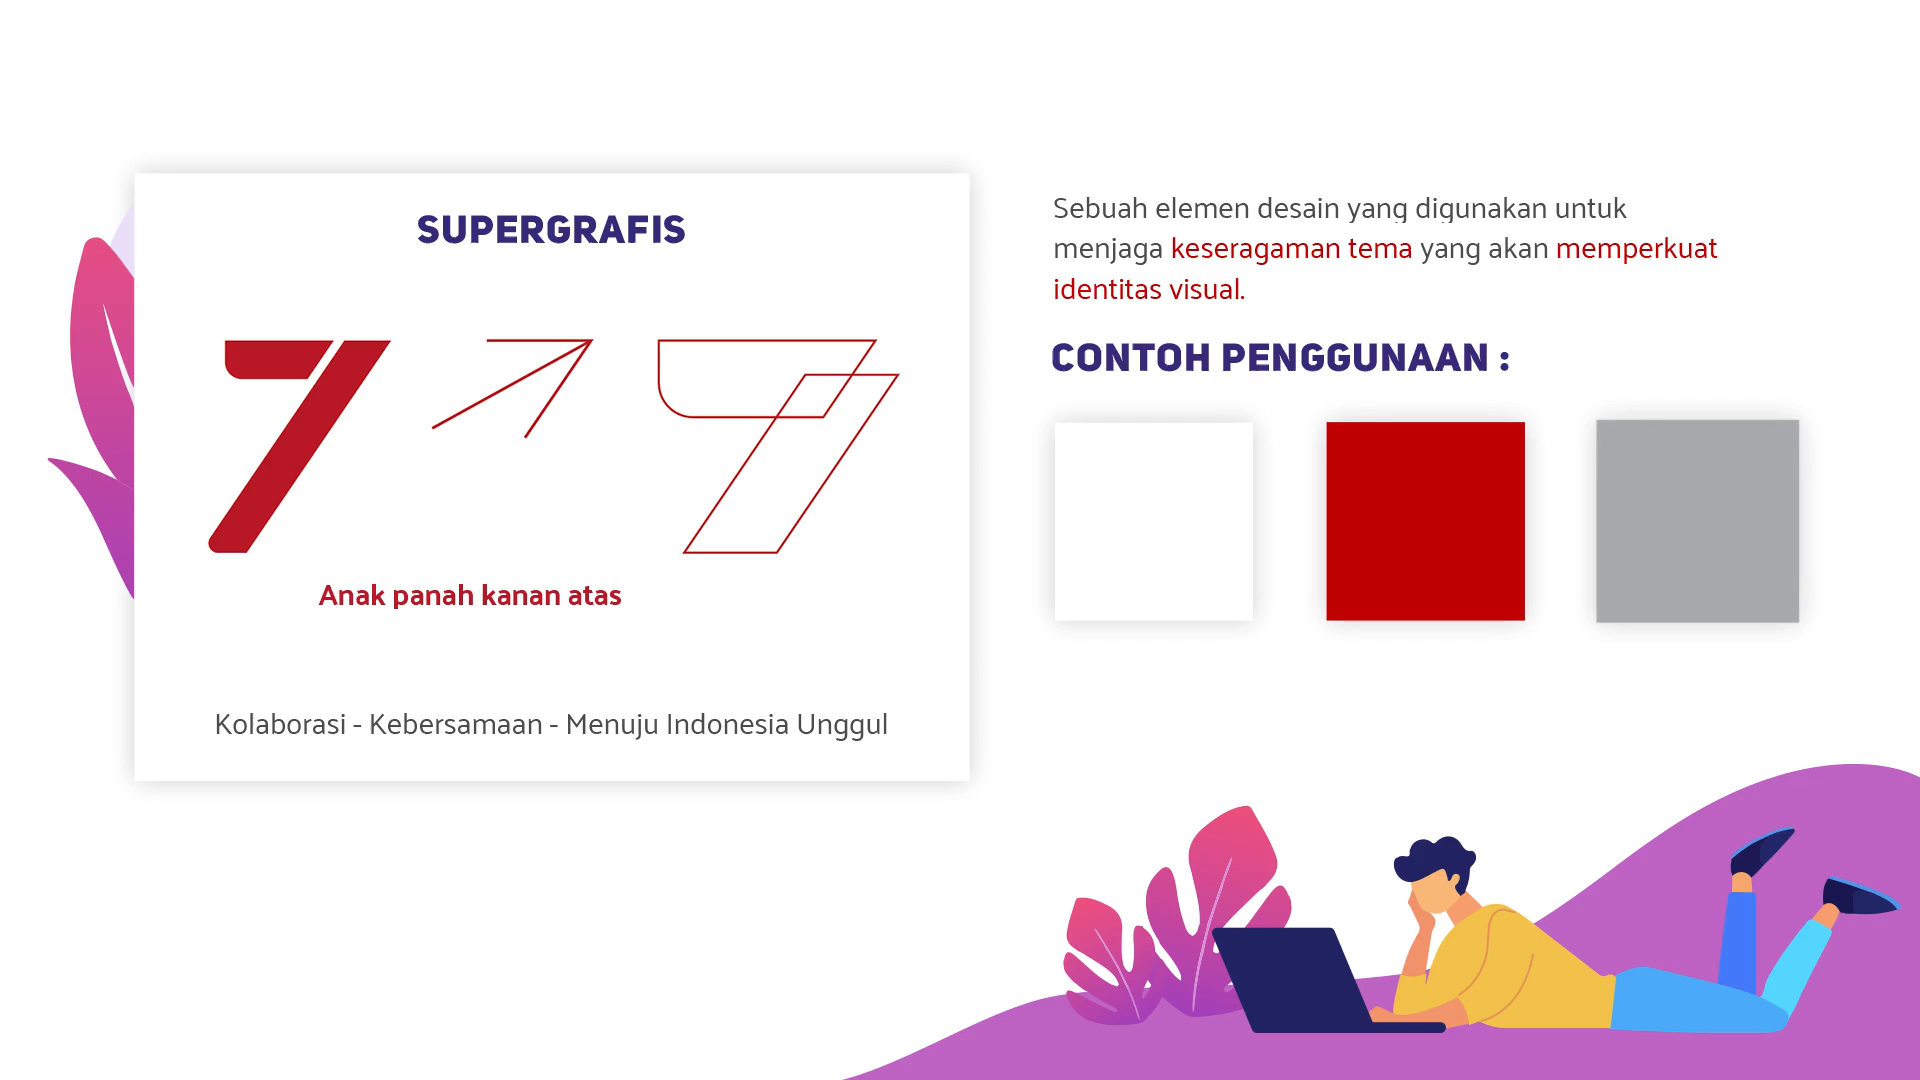 SUPERGRAFIS
7
Anak panah kanan atas
Kolaborasi - Kebersamaan - Menuju Indonesia Unggul
Sebuah elemen desain yang digunakan untuk
menjaga keseragaman tema yang akan memperkuat
identitas visual.
CONTOH PENGGUNAAN :